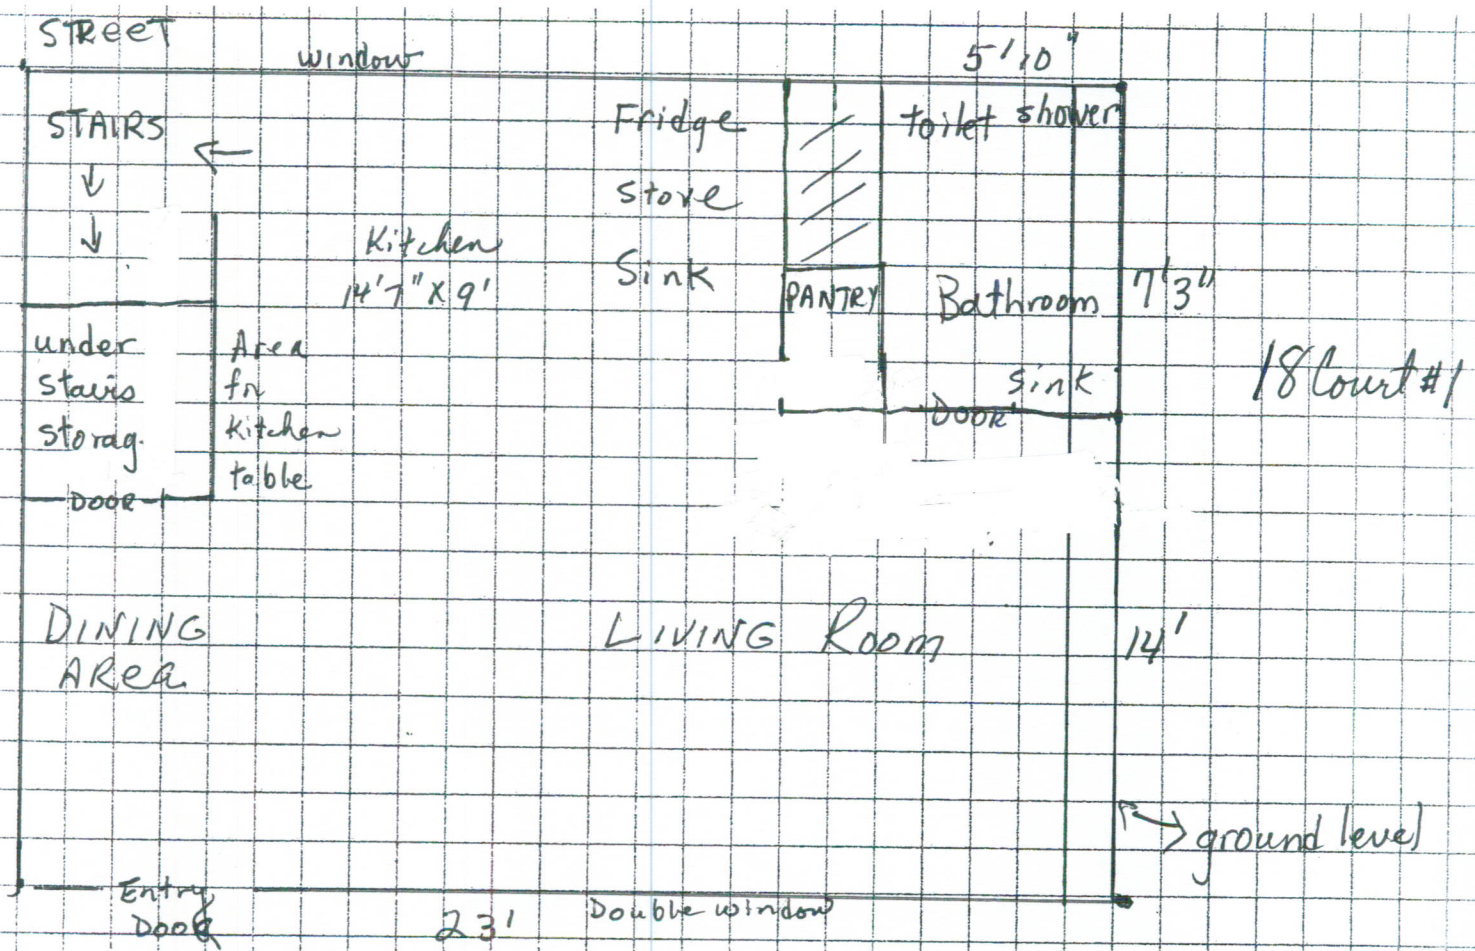 STReeT
window
5'10"
STAIRS
Fridge
toilet shower
Stove
Kitchen
14'7" X 9'
Sink
PANTRY
Bathroom
7'3"
under
stairs
storag.
DOOR
Area
for
Kitchen
table
sink
DOOR
18 Court #1
DINING
AReA
LIVING Room
14'
ground level
Entry
Door
23'
Double window